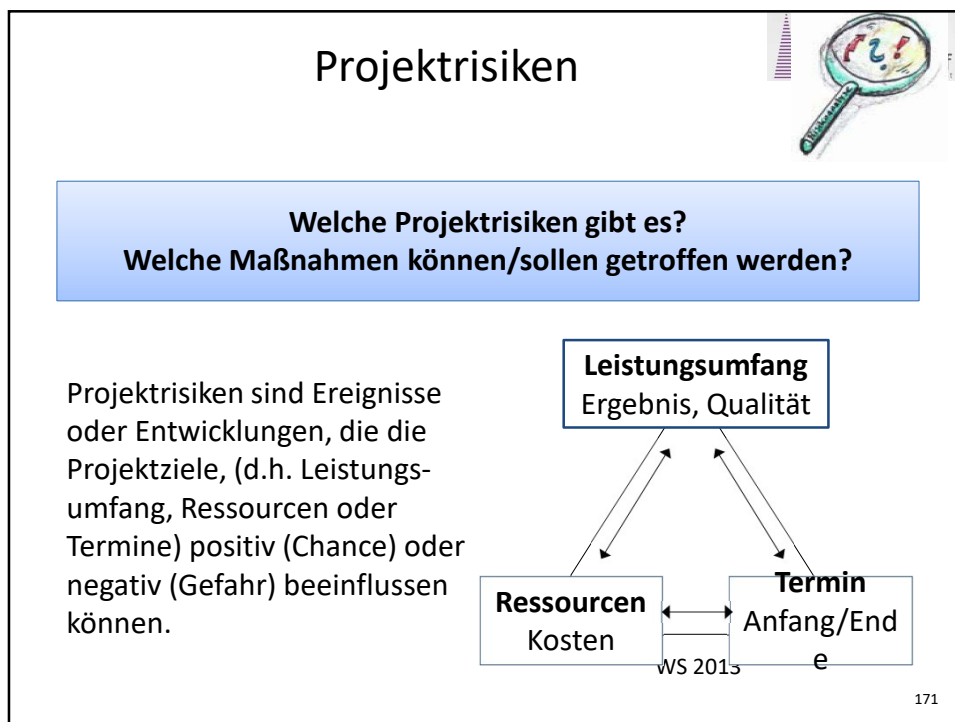 Projektrisiken
Risikoanalyse
Welche Projektrisiken gibt es?
Welche Maßnahmen können/sollen getroffen werden?
Projektrisiken sind Ereignisse
oder Entwicklungen, die die
Projektziele, (d.h. Leistungs-
umfang, Ressourcen oder
Termine) positiv (Chance) oder
negativ (Gefahr) beeinflussen
können.
Leistungsumfang
Ergebnis, Qualität
Ressourcen
Kosten
Termin
Anfang/End
e
WS 2013
171